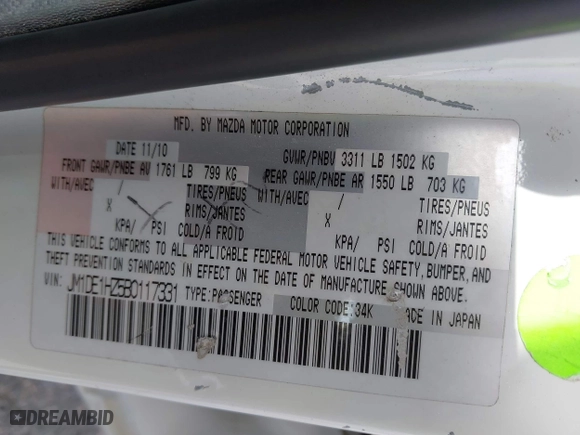 MFD. BY MAZDA MOTOR CORPORATION
DATE 11/10 GVWR/PNBV 3311 LB 1502 KG
FRONT GAWR/PNBE AV 1761 LB 799 KG REAR GAWR/PNBE AR 1550 LB 703 KG
WITH/AVEC / TIRES/PNEUS WITH/AVEC / TIRES/PNEUS
X RIMS/JANTES X RIMS/JANTES
KPA/ PSI COLD/A FROID KPA/ PSI COLD/A FROID
THIS VEHICLE CONFORMS TO ALL APPLICABLE FEDERAL MOTOR VEHICLE SAFETY, BUMPER, AND
THEFT PREVENTION STANDARDS IN EFFECT ON THE DATE OF MANUFACTURE SHOWN ABOVE.
VIN: JM1DE1HZ5B0117331 TYPE:PASSENGER COLOR CODE:34K MADE IN JAPAN
DREAMBID